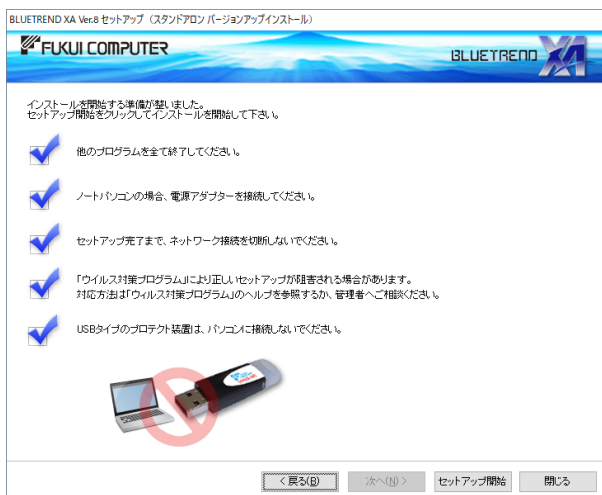 BLUETREND XA Ver.8 セットアップ（スタンドアロン バージョンアップインストール）
FUKUI COMPUTER
BLUETREND XA
インストールを開始する準備が整いました。
セットアップ開始をクリックしてインストールを開始して下さい。
他のプログラムを全て終了してください。
ノートパソコンの場合、電源アダプターを接続してください。
セットアップ完了まで、ネットワーク接続を切断しないでください。
「ウイルス対策プログラム」により正しいセットアップが阻害される場合があります。
対応方法は「ウィルス対策プログラム」のヘルプを参照するか、管理者へご相談ください。
USBタイプのプロテクト装置は、パソコンに接続しないでください。
< 戻る(B)
次へ(N) >
セットアップ開始
閉じる